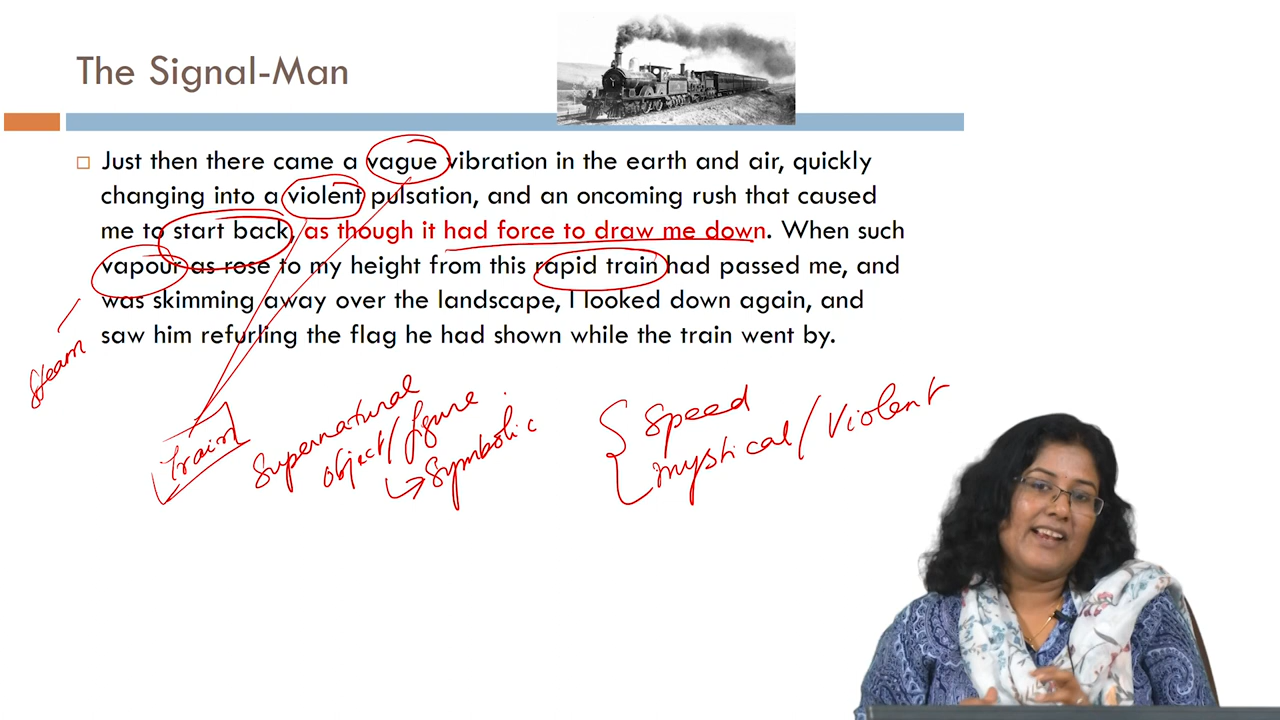 The Signal-Man
Just then there came a vague vibration in the earth and air, quickly
changing into a violent pulsation, and an oncoming rush that caused
me to start back, as though it had force to draw me down. When such
vapour as rose to my height from this rapid train had passed me, and
was skimming away over the landscape, I looked down again, and
saw him refurling the flag he had shown while the train went by.
Steam
Train
Supernatural
object/figure
Symbolic
Speed
mystical/Violent